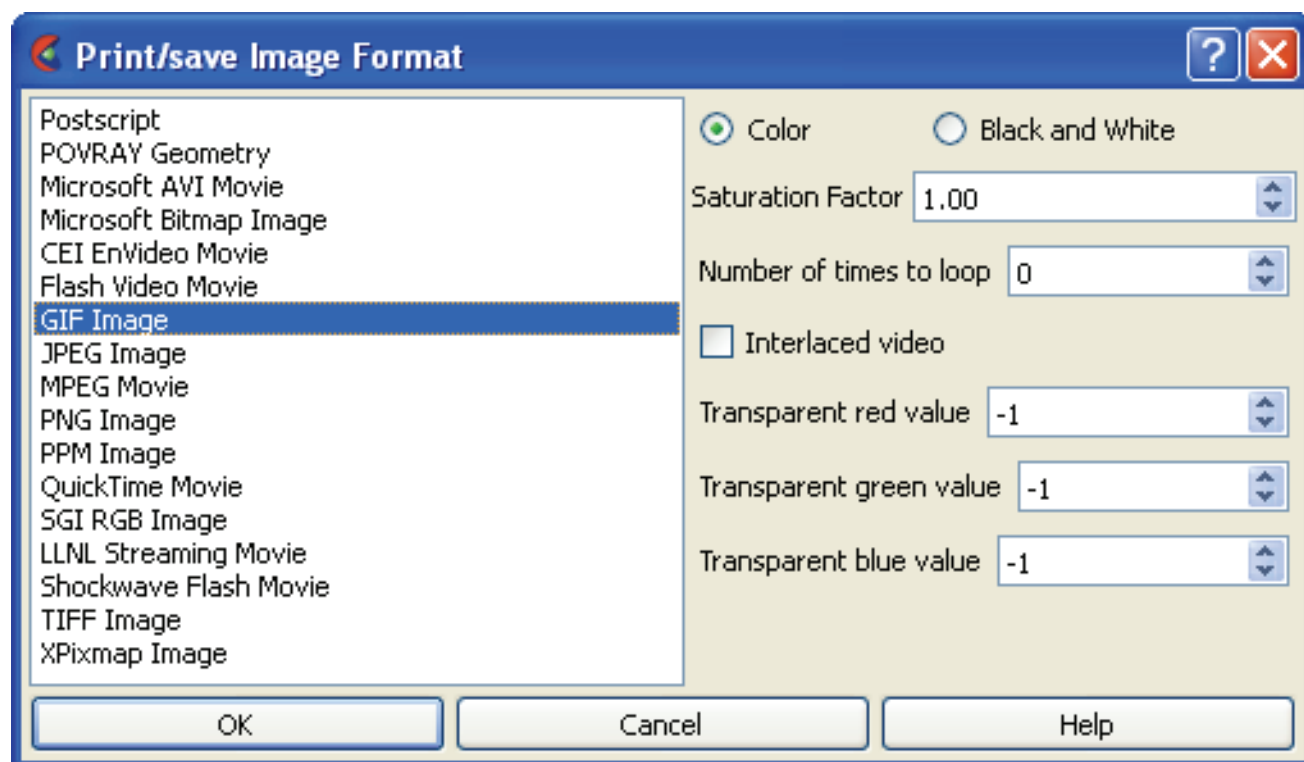 Print/save Image Format
Postscript
POVRAY Geometry
Microsoft AVI Movie
Microsoft Bitmap Image
CEI EnVideo Movie
Flash Video Movie
GIF Image
JPEG Image
MPEG Movie
PNG Image
PPM Image
QuickTime Movie
SGI RGB Image
LLNL Streaming Movie
Shockwave Flash Movie
TIFF Image
XPixmap Image
Color Black and White
Saturation Factor 1.00
Number of times to loop 0
Interlaced video
Transparent red value -1
Transparent green value -1
Transparent blue value -1
OK Cancel Help